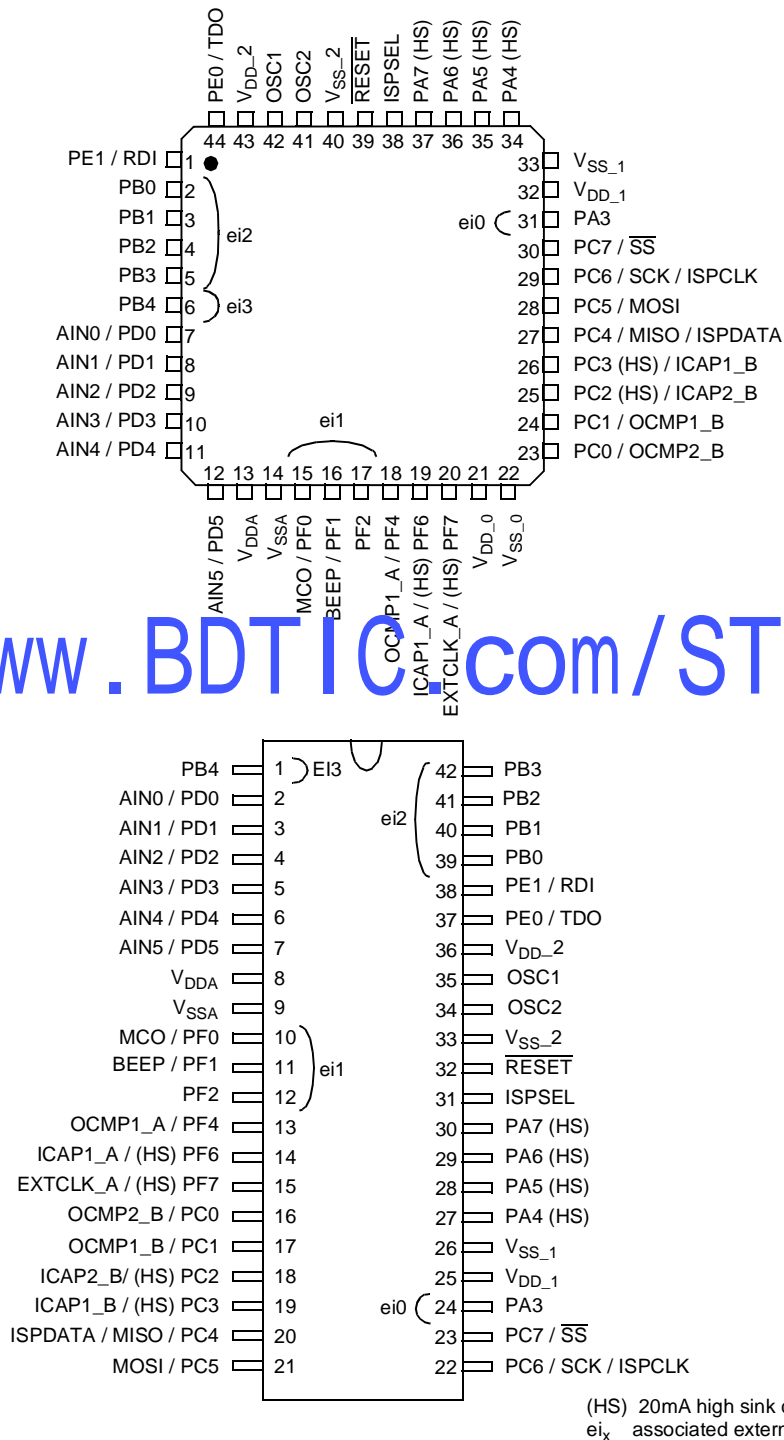 PE0 / TDO
VDD_2
OSC1
OSC2
VSS_2
RESET
ISPSEL
PA7 (HS)
PA6 (HS)
PA5 (HS)
PA4 (HS)
44 43 42 41 40 39 38 37 36 35 34
PE1 / RDI 1
PB0 2
PB1 3
PB2 4
PB3 5
ei2
PB4 6 ei3
AIN0 / PD0 7
AIN1 / PD1 8
AIN2 / PD2 9
AIN3 / PD3 10
AIN4 / PD4 11
33 VSS_1
32 VDD_1
ei0 31 PA3
30 PC7 / SS
29 PC6 / SCK / ISPCLK
28 PC5 / MOSI
27 PC4 / MISO / ISPDATA
26 PC3 (HS) / ICAP1_B
25 PC2 (HS) / ICAP2_B
24 PC1 / OCMP1_B
23 PC0 / OCMP2_B
ei1
12 13 14 15 16 17 18 19 20 21 22
AIN5 / PD5
VDDA
VSSA
MCO / PF0
BEEP / PF1
PF2
OCMP1_A / PF4
ICAP1_A / (HS) PF6
EXTCLK_A / (HS) PF7
VDD_0
VSS_0
ww.BDTIC.com/ST
PB4 1 EI3
AIN0 / PD0 2
AIN1 / PD1 3
AIN2 / PD2 4
AIN3 / PD3 5
AIN4 / PD4 6
AIN5 / PD5 7
VDDA 8
VSSA 9
MCO / PF0 10
BEEP / PF1 11 ei1
PF2 12
OCMP1_A / PF4 13
ICAP1_A / (HS) PF6 14
EXTCLK_A / (HS) PF7 15
OCMP2_B / PC0 16
OCMP1_B / PC1 17
ICAP2_B/ (HS) PC2 18
ICAP1_B / (HS) PC3 19
ISPDATA / MISO / PC4 20
MOSI / PC5 21
42 PB3
41 PB2
ei2
40 PB1
39 PB0
38 PE1 / RDI
37 PE0 / TDO
36 VDD_2
35 OSC1
34 OSC2
33 VSS_2
32 RESET
31 ISPSEL
30 PA7 (HS)
29 PA6 (HS)
28 PA5 (HS)
27 PA4 (HS)
26 VSS_1
25 VDD_1
ei0 24 PA3
23 PC7 / SS
22 PC6 / SCK / ISPCLK
(HS) 20mA high sink
eix associated extern